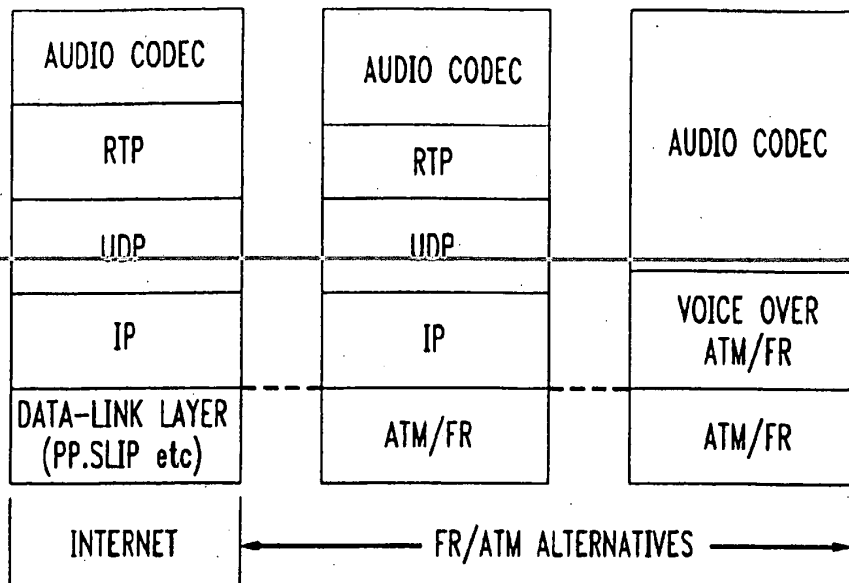 AUDIO CODEC
RTP
UDP
IP
DATA-LINK LAYER
(PP.SLIP etc)
INTERNET
AUDIO CODEC
RTP
UDP
IP
ATM/FR
AUDIO CODEC
VOICE OVER
ATM/FR
ATM/FR
FR/ATM ALTERNATIVES